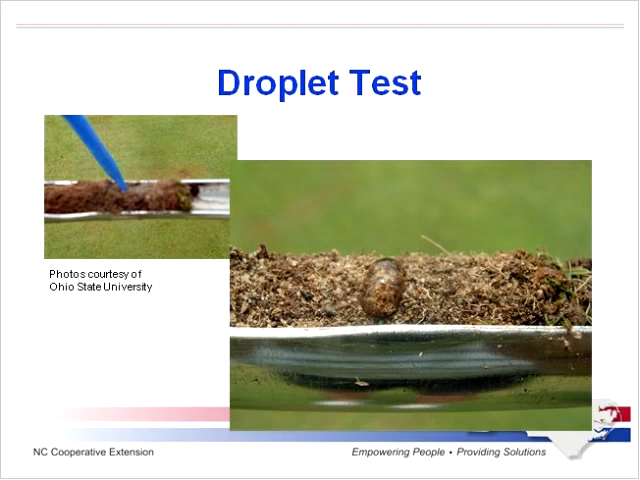 Droplet Test
Photos courtesy of
Ohio State University
NC Cooperative Extension
Empowering People • Providing Solutions